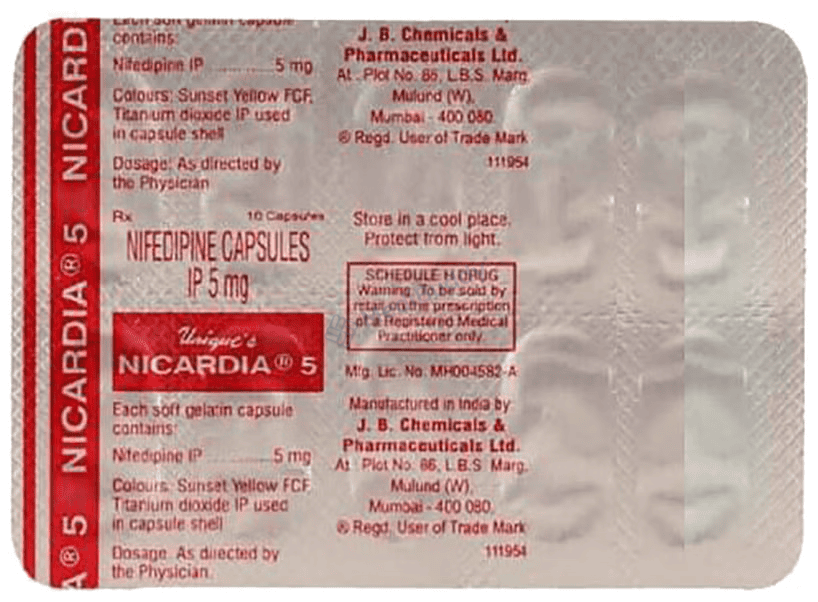 Each soft gelatin capsule
contains:
Nifedipine IP ............ 5 mg
Colours: Sunset Yellow FCF,
Titanium dioxide IP used
in capsule shell
Dosage: As directed by
the Physician
Rx 10 Capsules
NIFEDIPINE CAPSULES
IP 5 mg
Unique's
NICARDIA ® 5
Each soft gelatin capsule
contains:
Nifedipine IP ............ 5 mg
Colours: Sunset Yellow FCF,
Titanium dioxide IP used
in capsule shell
Dosage: As directed by
the Physician.
J. B. Chemicals &
Pharmaceuticals Ltd.
At : Plot No. 86, L.B.S. Marg,
Mulund (W),
Mumbai - 400 080.
® Regd. User of Trade Mark
111954
Store in a cool place.
Protect from light.
SCHEDULE H DRUG
Warning: To be sold by
retail on the prescription
of a Registered Medical
Practitioner only.
Mfg. Lic. No. MH004582-A
Manufactured in India by
J. B. Chemicals &
Pharmaceuticals Ltd.
At : Plot No. 86, L.B.S. Marg,
Mulund (W),
Mumbai - 400 080.
® Regd. User of Trade Mark
111954
NICARD
NICARDIA ® 5
A ® 5